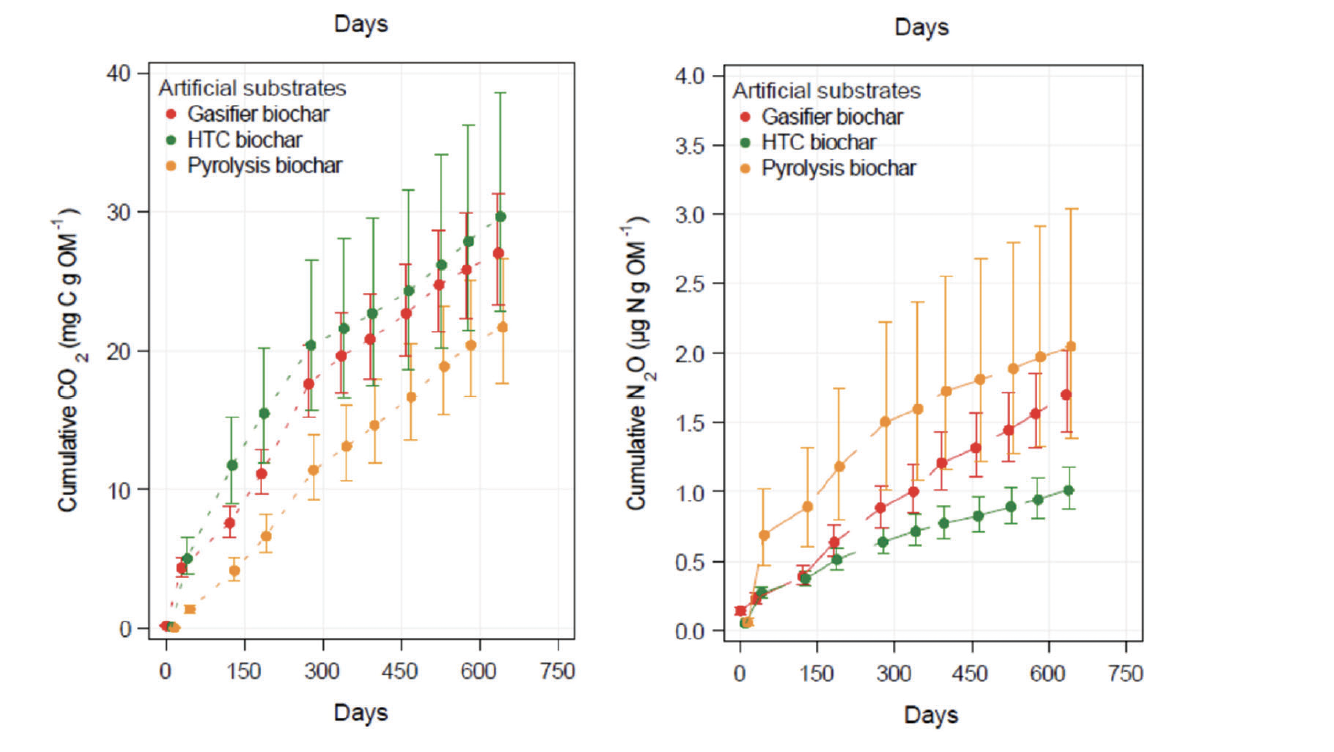 Days
Days
40
30
20
10
0
Cumulative CO2 (mg C g OM-1)
Artificial substrates
Gasifier biochar
HTC biochar
Pyrolysis biochar
0 150 300 450 600 750
Days
4.0
3.5
3.0
2.5
2.0
1.5
1.0
0.5
0.0
Cumulative N2O (µg N g OM-1)
Artificial substrates
Gasifier biochar
HTC biochar
Pyrolysis biochar
0 150 300 450 600 750
Days